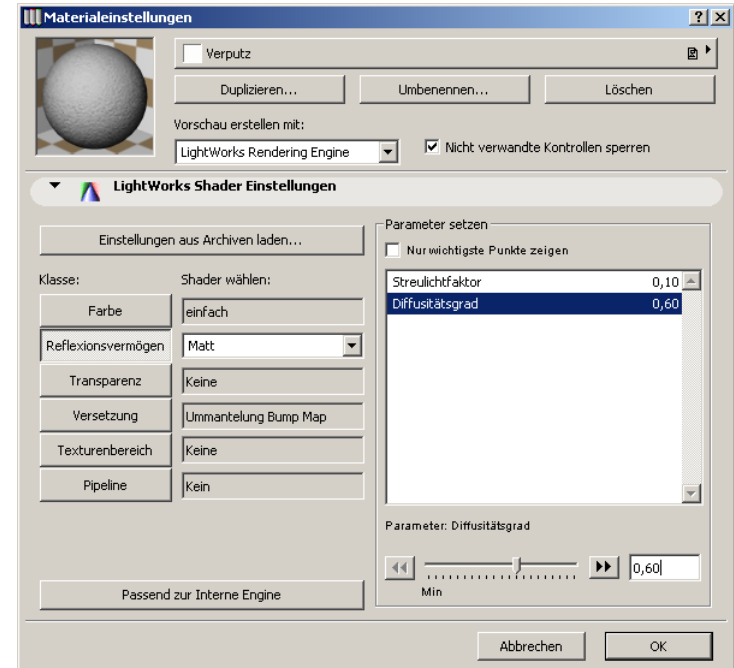 Materialeinstellungen
Verputz
Duplizieren...
Umbenennen...
Löschen
Vorschau erstellen mit:
LightWorks Rendering Engine
Nicht verwandte Kontrollen sperren
LightWorks Shader Einstellungen
Einstellungen aus Archiven laden...
Klasse:
Shader wählen:
Farbe
einfach
Reflexionsvermögen
Matt
Transparenz
Keine
Versetzung
Ummantelung Bump Map
Texturenbereich
Keine
Pipeline
Kein
Passend zur Interne Engine
Parameter setzen
Nur wichtigste Punkte zeigen
Streulichtfaktor 0,10
Diffusitätsgrad 0,60
Parameter: Diffusitätsgrad
0,60
Min
Abbrechen
OK